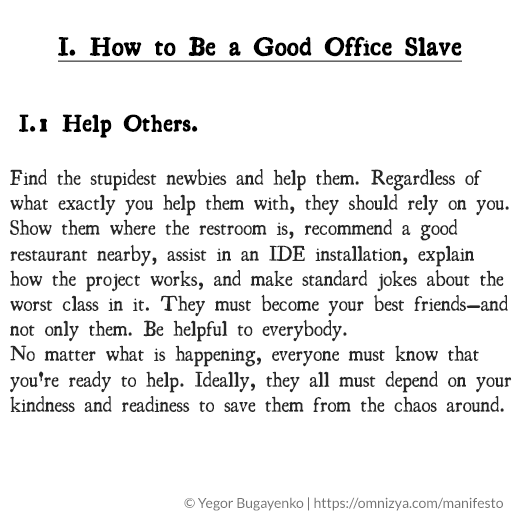 I. How to Be a Good Office Slave
I.1 Help Others.
Find the stupidest newbies and help them. Regardless of
what exactly you help them with, they should rely on you.
Show them where the restroom is, recommend a good
restaurant nearby, assist in an IDE installation, explain
how the project works, and make standard jokes about the
worst class in it. They must become your best friends—and
not only them. Be helpful to everybody.
No matter what is happening, everyone must know that
you're ready to help. Ideally, they all must depend on your
kindness and readiness to save them from the chaos around.
© Yegor Bugayenko | https://omnizya.com/manifesto